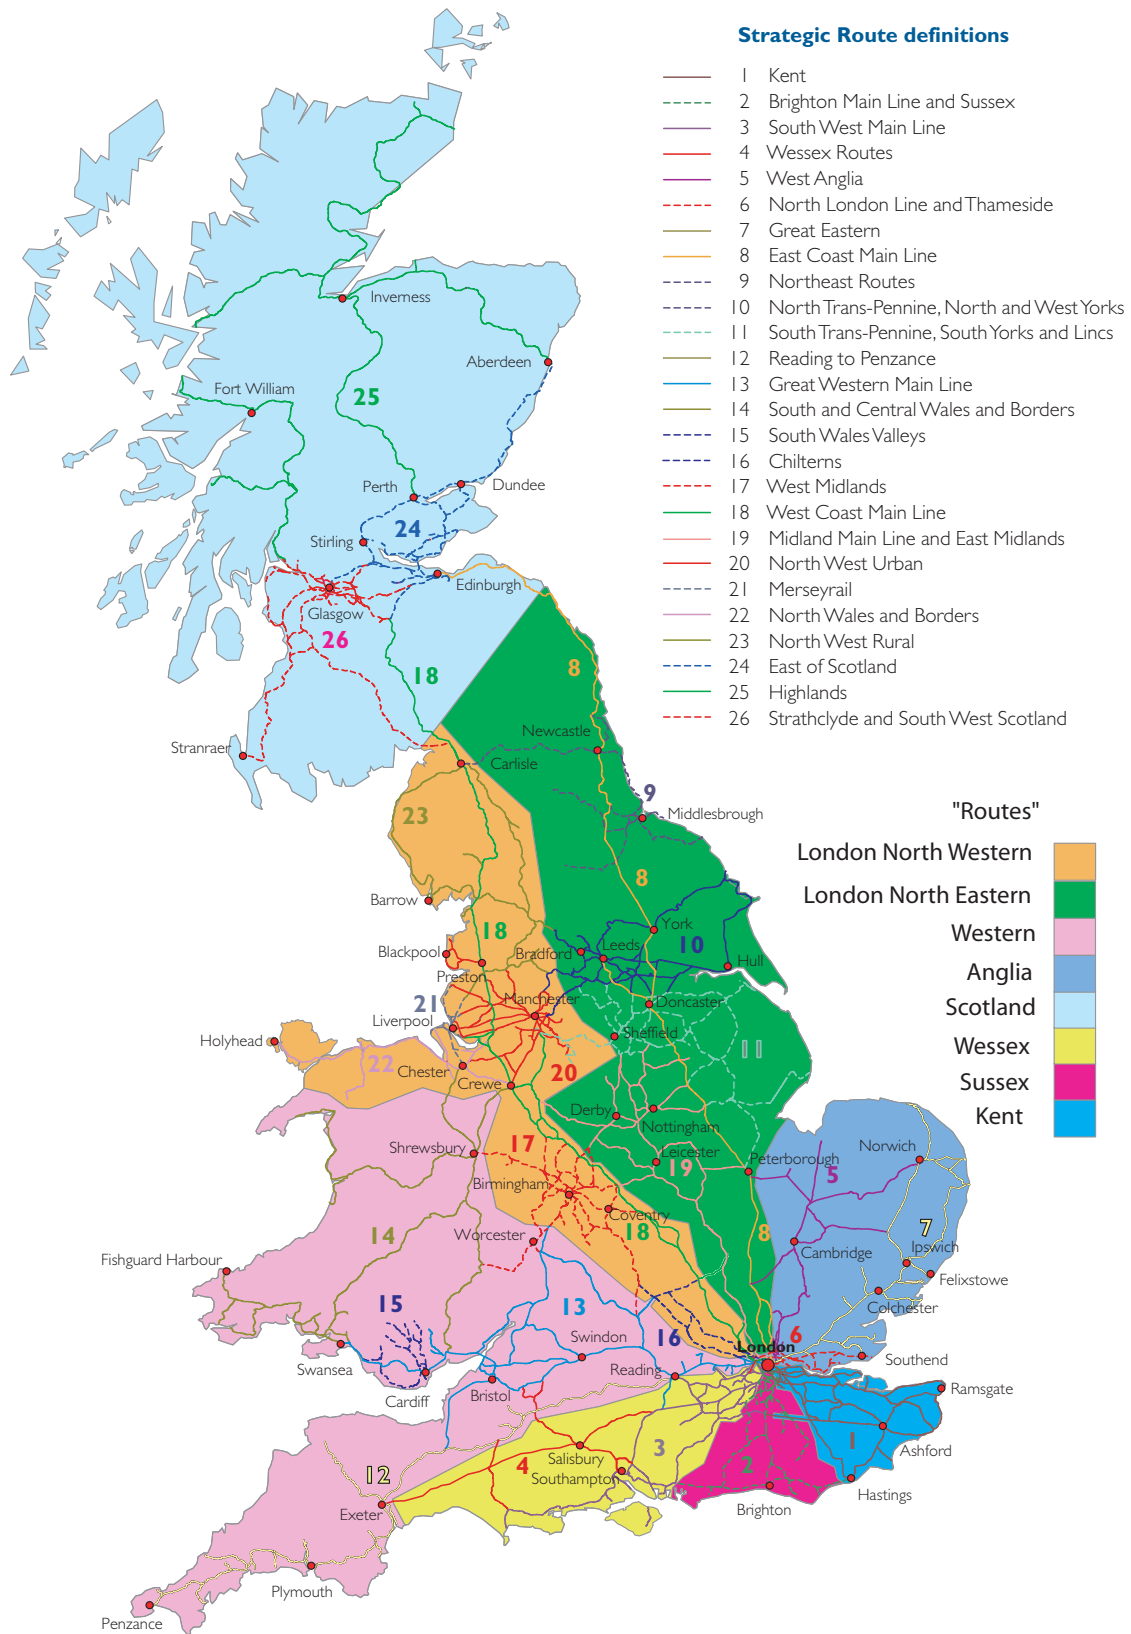 Strategic Route definitions
1 Kent
2 Brighton Main Line and Sussex
3 South West Main Line
4 Wessex Routes
5 West Anglia
6 North London Line and Thameside
7 Great Eastern
8 East Coast Main Line
9 Northeast Routes
10 North Trans-Pennine, North and West Yorks
11 South Trans-Pennine, South Yorks and Lincs
12 Reading to Penzance
13 Great Western Main Line
14 South and Central Wales and Borders
15 South Wales Valleys
16 Chilterns
17 West Midlands
18 West Coast Main Line
19 Midland Main Line and East Midlands
20 North West Urban
21 Merseyrail
22 North Wales and Borders
23 North West Rural
24 East of Scotland
25 Highlands
26 Strathclyde and South West Scotland
"Routes"
London North Western
London North Eastern
Western
Anglia
Scotland
Wessex
Sussex
Kent
Inverness
Aberdeen
Fort William
25
Perth
Dundee
24
Stirling
Edinburgh
Glasgow
26
18
8
Newcastle
Stranraer
Carlisle
9
Middlesbrough
23
8
Barrow
York
18
10
Blackpool
Bradford
Leeds
Hull
Preston
21
Manchester
Doncaster
Liverpool
Sheffield
Holyhead
11
22
Chester
20
Crewe
Derby
Nottingham
17
Shrewsbury
Leicester
19
Peterborough
Norwich
5
Birmingham
Coventry
18
8
7
14
Worcester
Cambridge
Ipswich
Fishguard Harbour
Felixstowe
Colchester
15
13
Swindon
16
6
London
Southend
Swansea
Reading
Cardiff
Bristo
Ramsgate
1
Ashford
3
Salisbury
4
Southampton
2
12
Hastings
Exeter
Brighton
Plymouth
Penzance